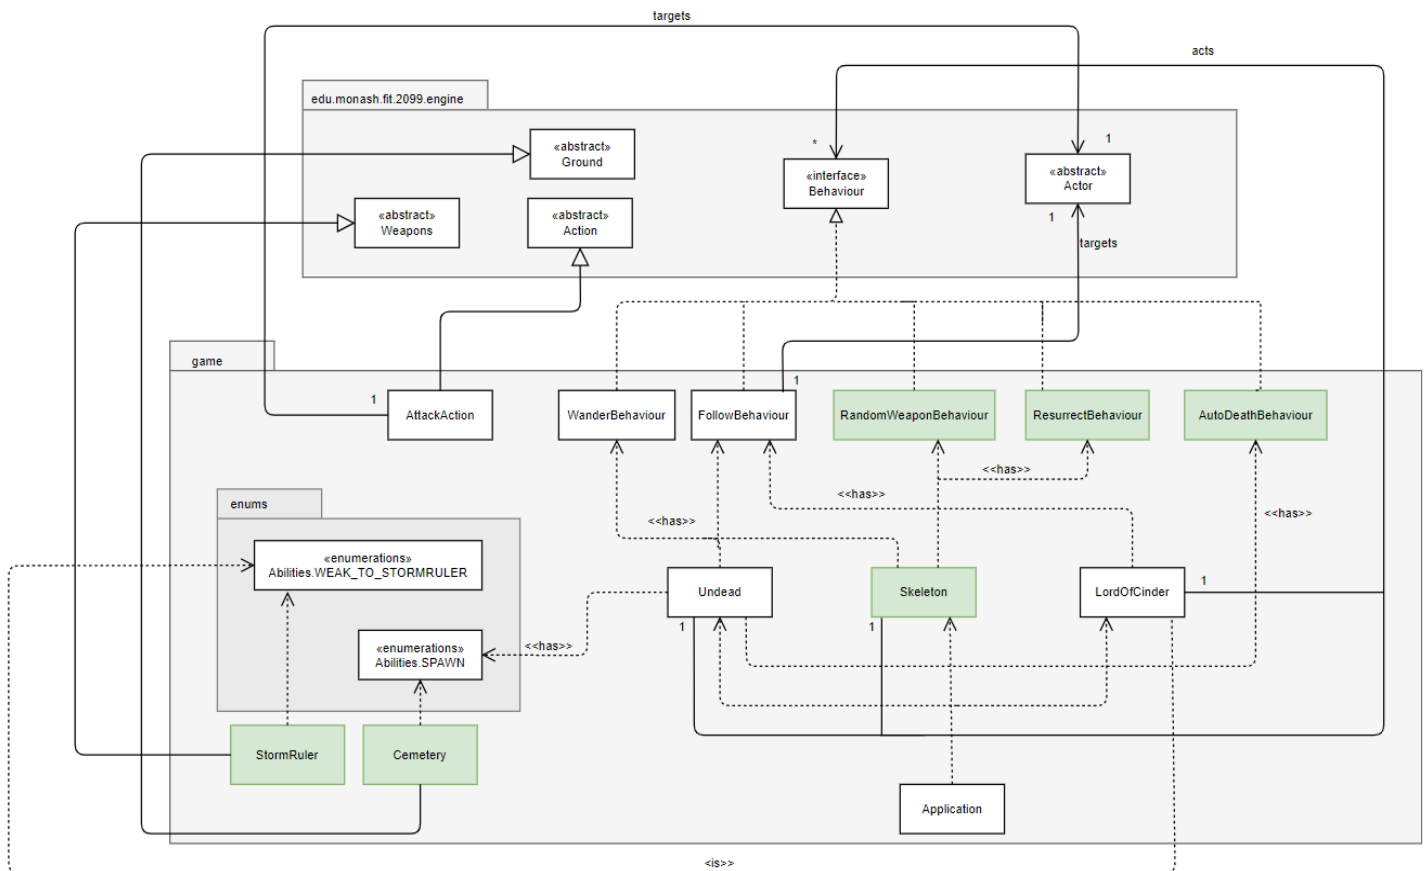 targets
acts
edu.monash.fit.2099.engine
«abstract»
Ground
*
1
«interface»
Behaviour
«abstract»
Actor
«abstract»
Weapons
«abstract»
Action
1
targets
game
1
1
AttackAction
WanderBehaviour
FollowBehaviour
RandomWeaponBehaviour
ResurrectBehaviour
AutoDeathBehaviour
<<has>>
<<has>>
<<has>>
<<has>>
enums
«enumerations»
Abilities.WEAK_TO_STORMRULER
Undead
Skeleton
LordOfCinder
1
1
1
«enumerations»
Abilities.SPAWN
<<has>>
StormRuler
Cemetery
Application
<is>>